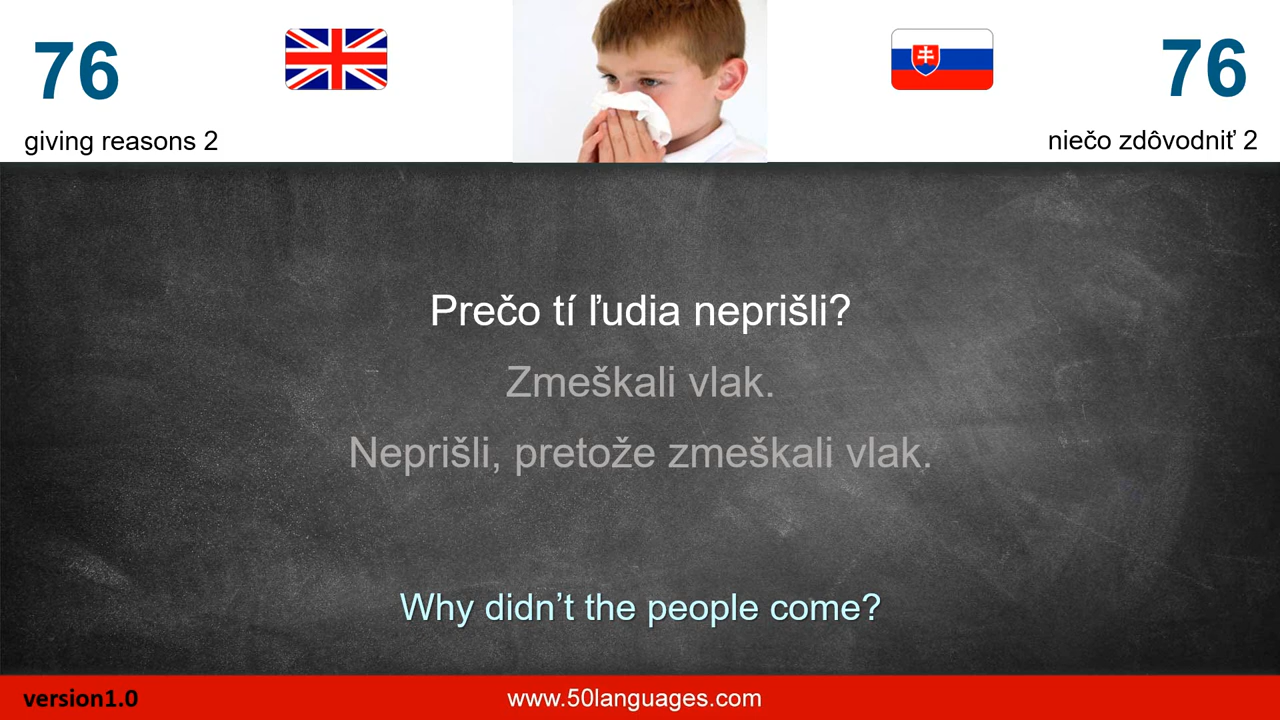 76
76
giving reasons 2
niečo zdôvodniť 2
Prečo tí ľudia neprišli?
Zmeškali vlak.
Neprišli, pretože zmeškali vlak.
Why didn’t the people come?
version1.0
www.50languages.com